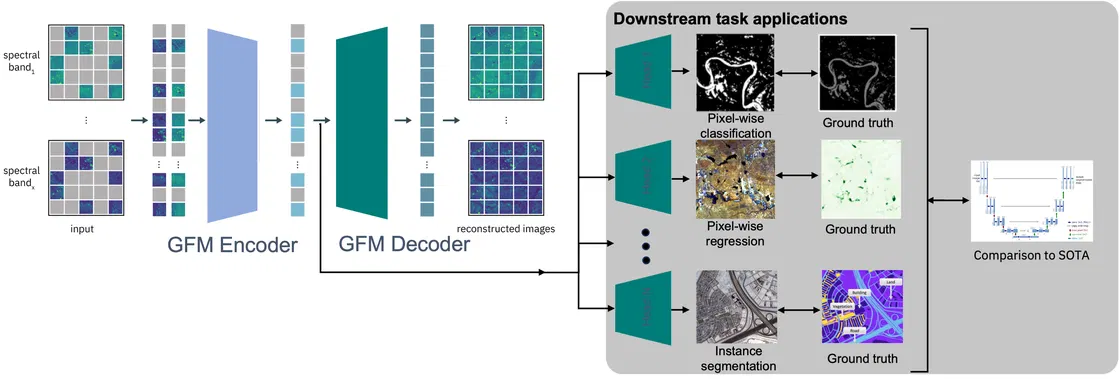 Downstream task applications
spectral
band1
spectral
bandx
input
GFM Encoder
GFM Decoder
reconstructed images
Pixel-wise
classification
Ground truth
Pixel-wise
regression
Ground truth
Instance
segmentation
Building
Land
Vegetation
Road
Ground truth
Comparison to SOTA